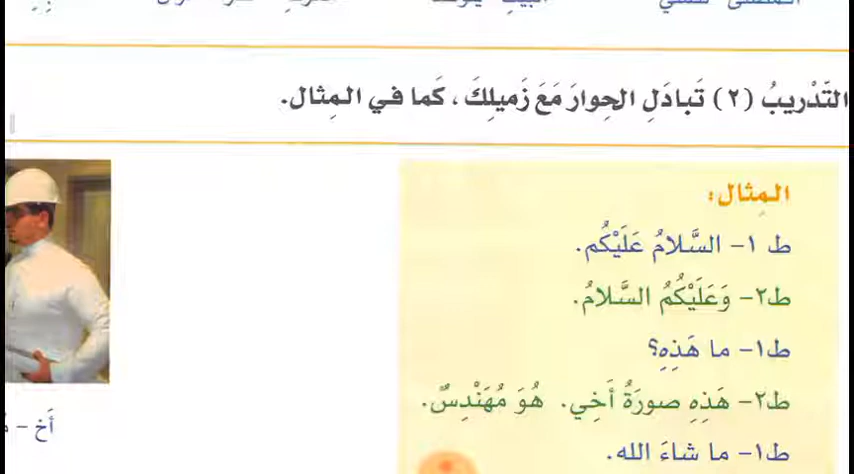 التَّدْريبُ (٢) تَبادَلِ الحِوارَ مَعَ زَميلِكَ، كَما في المِثال.
المِثال:
ط ١- السَّلامُ عَلَيْكُم.
ط٢- وَعَلَيْكُمُ السَّلامُ.
ط١- ما هَذِهِ؟
ط٢- هَذِهِ صورَةُ أَخي. هُوَ مُهَنْدِسٌ.
ط١- ما شاءَ الله.
أَخ -